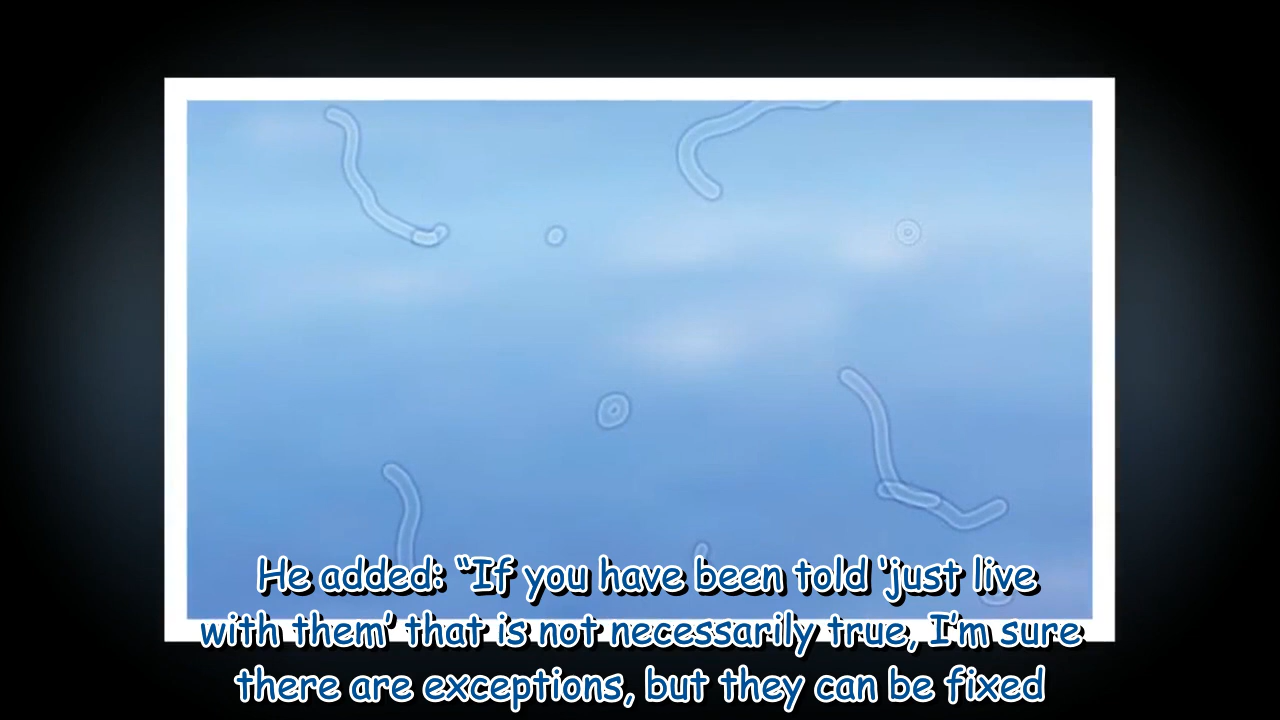 He added: “If you have been told ‘just live
with them’ that is not necessarily true, I’m sure
there are exceptions, but they can be fixed